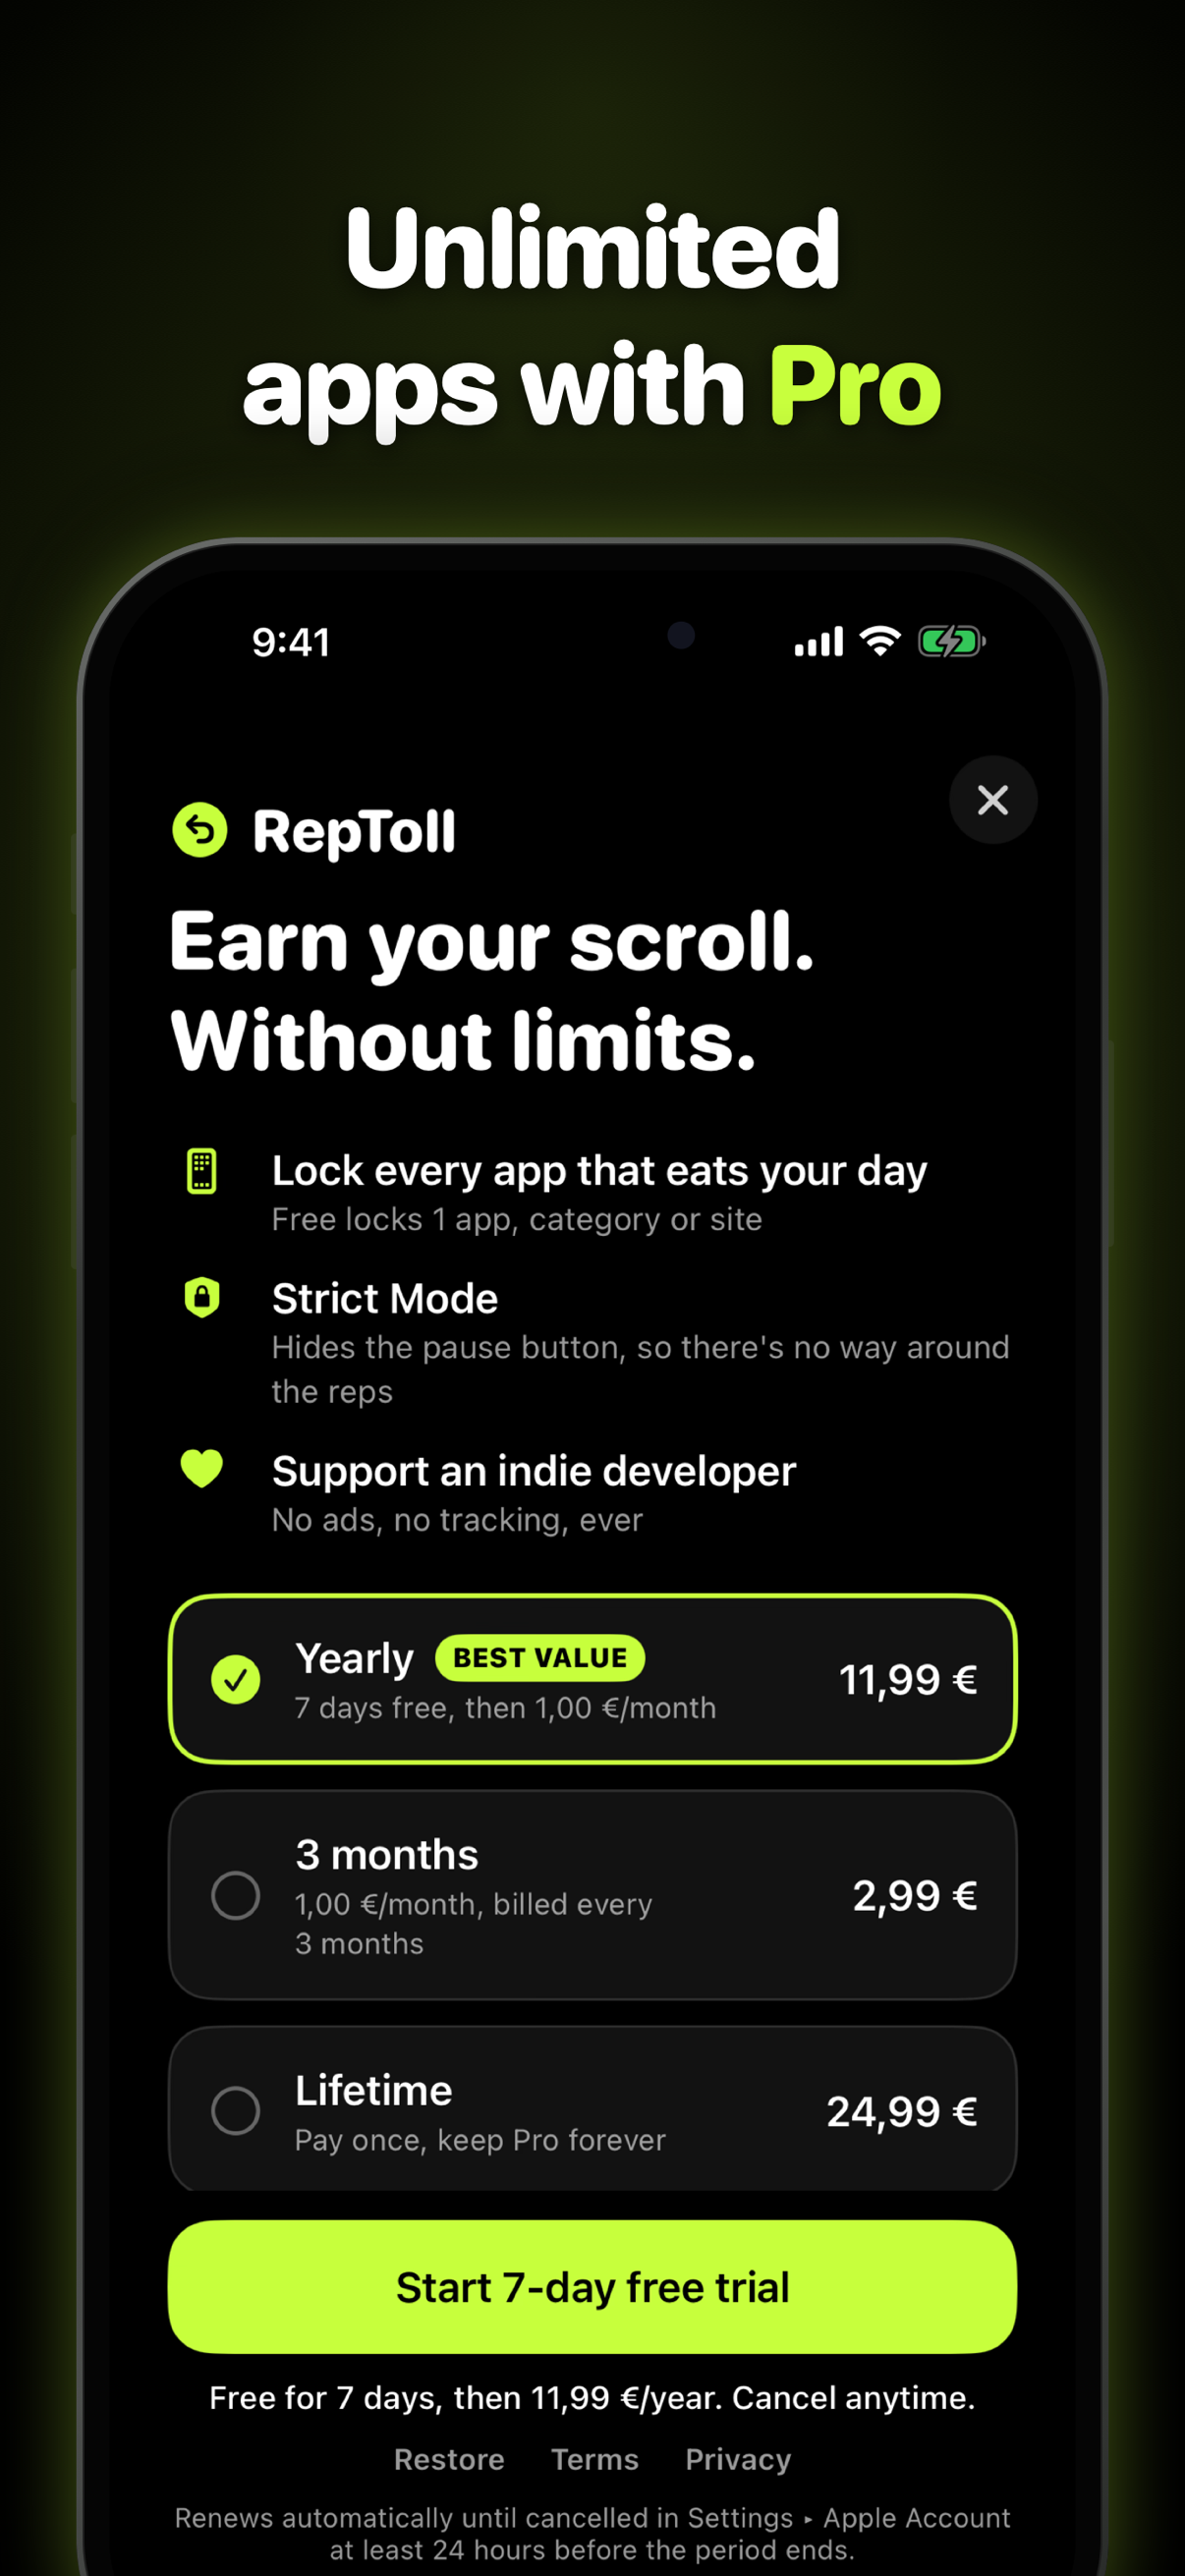 Unlimited
apps with Pro
9:41
RepToll
Earn your scroll.
Without limits.
Lock every app that eats your day
Free locks 1 app, category or site
Strict Mode
Hides the pause button, so there's no way around
the reps
Support an indie developer
No ads, no tracking, ever
Yearly BEST VALUE
7 days free, then 1,00 €/month
11,99 €
3 months
1,00 €/month, billed every
3 months
2,99 €
Lifetime
Pay once, keep Pro forever
24,99 €
Start 7-day free trial
Free for 7 days, then 11,99 €/year. Cancel anytime.
Restore Terms Privacy
Renews automatically until cancelled in Settings ▸ Apple Account
at least 24 hours before the period ends.